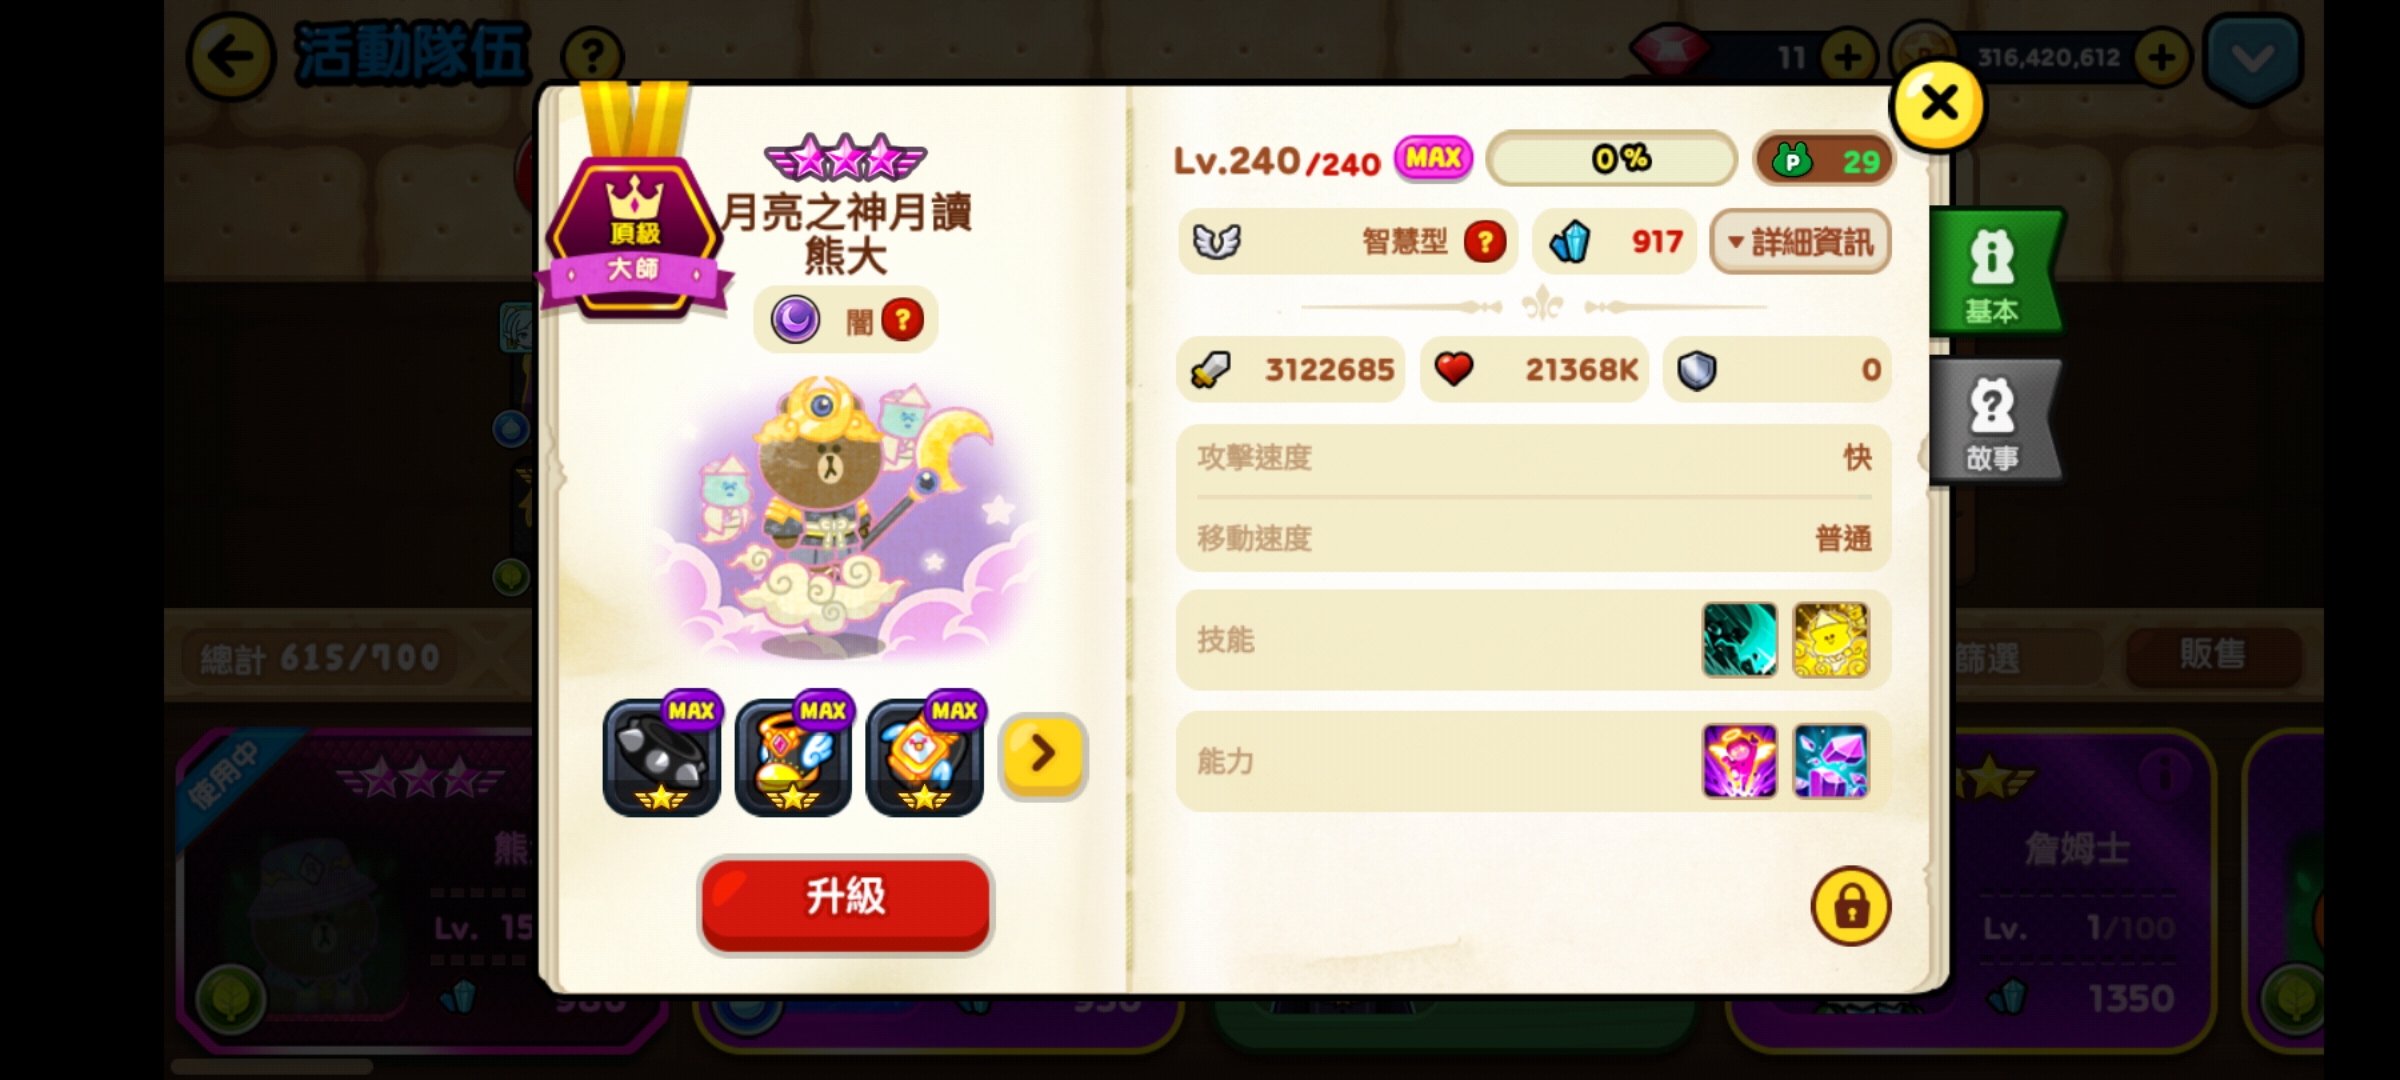 活動隊伍
?
11
316,420,612
頂級
大師
月亮之神月讀
熊大
闇 ?
MAX
MAX
MAX
升級
Lv.240/240 MAX 0% P 29
智慧型 ? 917 詳細資訊
3122685 21368K 0
攻擊速度 快
移動速度 普通
技能
能力
基本
故事
總計 615/700
篩選
販售
使用中
熊
Lv. 15
980
950
詹姆士
Lv. 1/100
1350